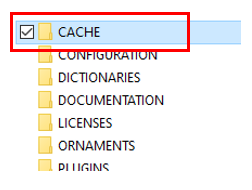 CACHE
CONFIGURATION
DICTIONARIES
DOCUMENTATION
LICENSES
ORNAMENTS
PLUGINS